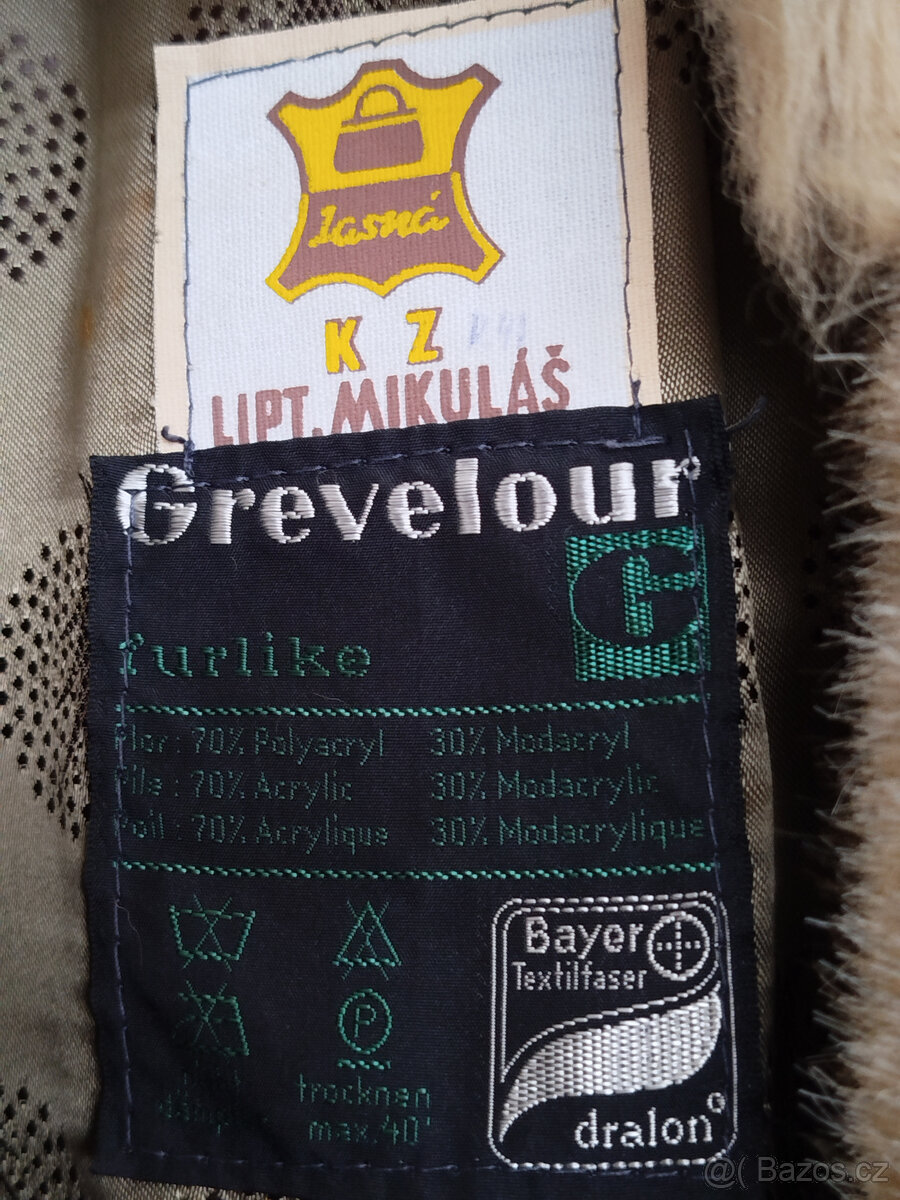 Jasná
K Z
LIPT. MIKULÁŠ
Grevelour
furlike
Flor: 70% Polyacryl 30% Modacryl
Pile: 70% Acrylic 30% Modacrylic
Poil: 70% Acrylique 30% Modacrylique
Bayer
Textilfaser
P
trocknen
max. 40°
dralon
@( Bazos.cz